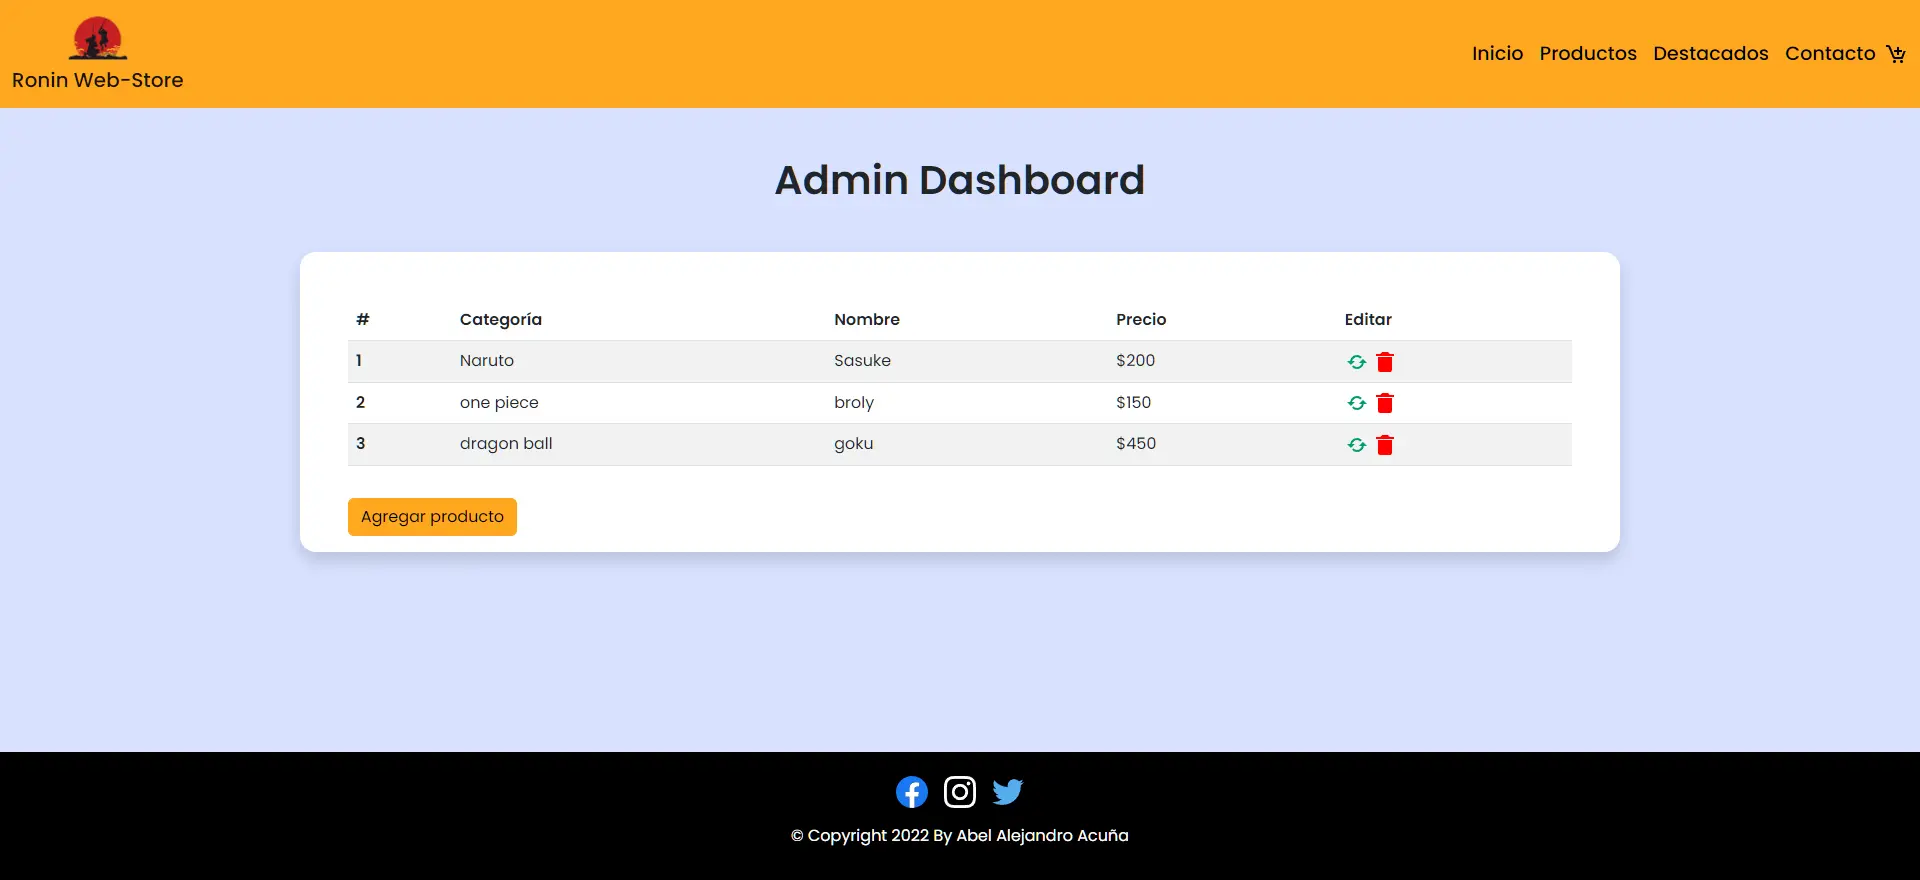 Ronin Web-Store
Inicio Productos Destacados Contacto
Admin Dashboard
# Categoría Nombre Precio Editar
1 Naruto Sasuke $200
2 one piece broly $150
3 dragon ball goku $450
Agregar producto
© Copyright 2022 By Abel Alejandro Acuña